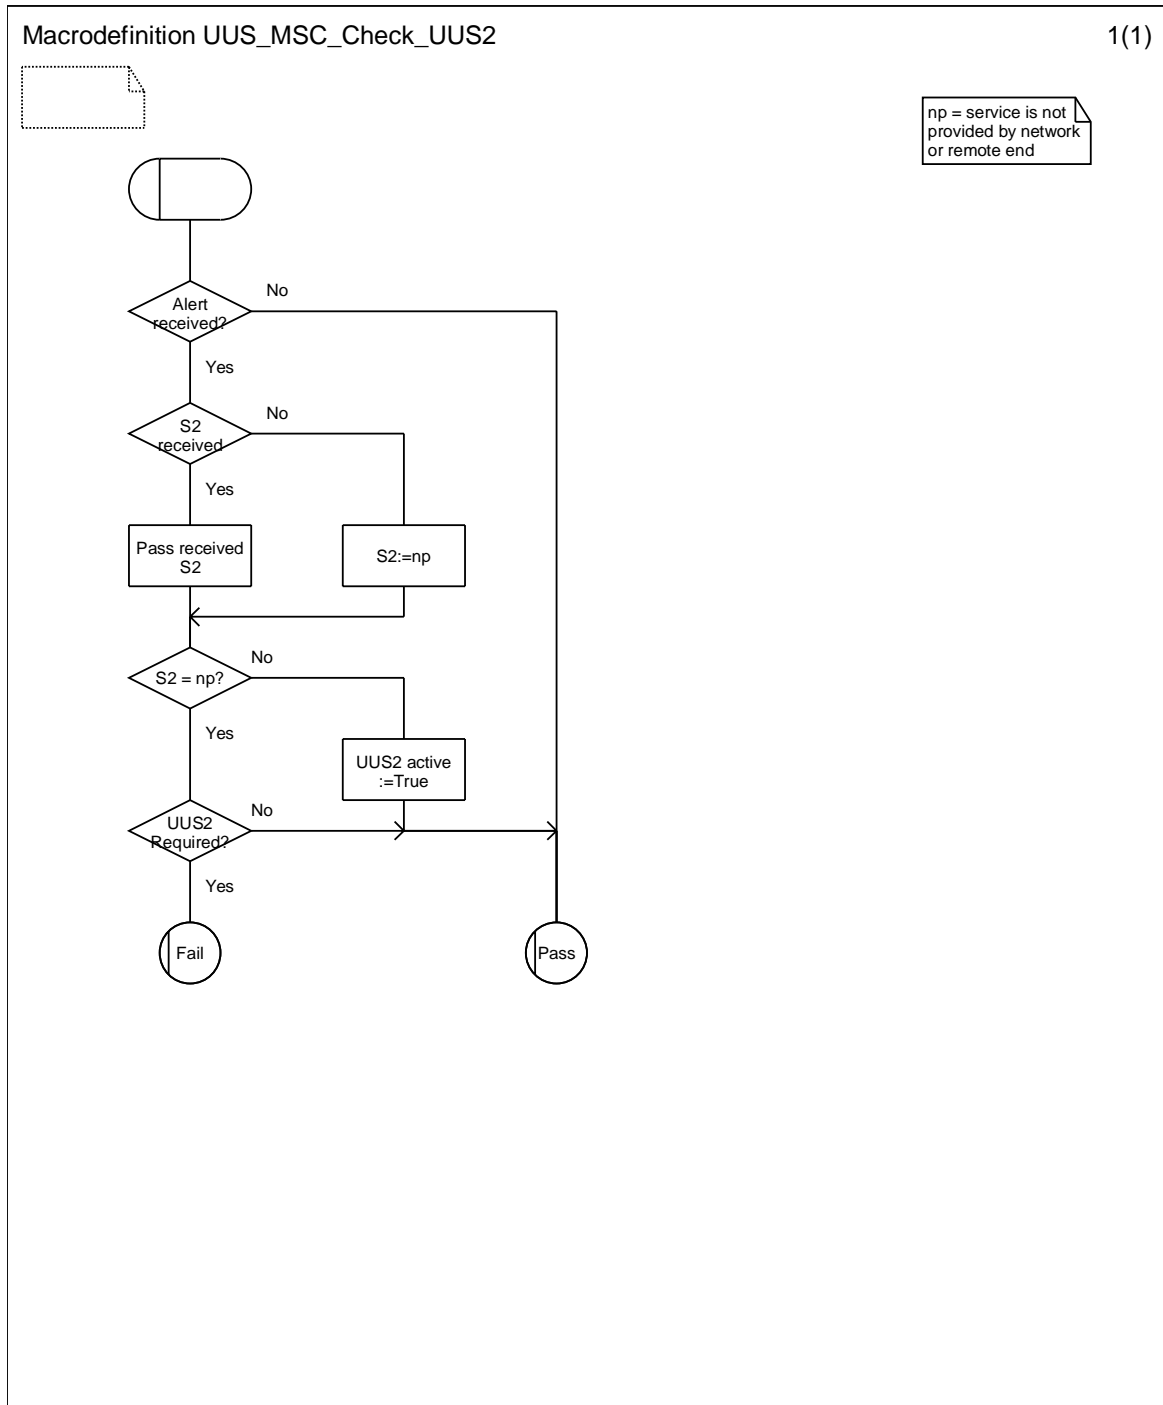 Macrodefinition UUS_MSC_Check_UUS2
1(1)
np = service is not
provided by network
or remote end
Alert
received?
No
Yes
S2
received
No
Yes
Pass received
S2
S2:=np
S2 = np?
No
Yes
UUS2 active
:=True
UUS2
Required?
No
Yes
Fail
Pass